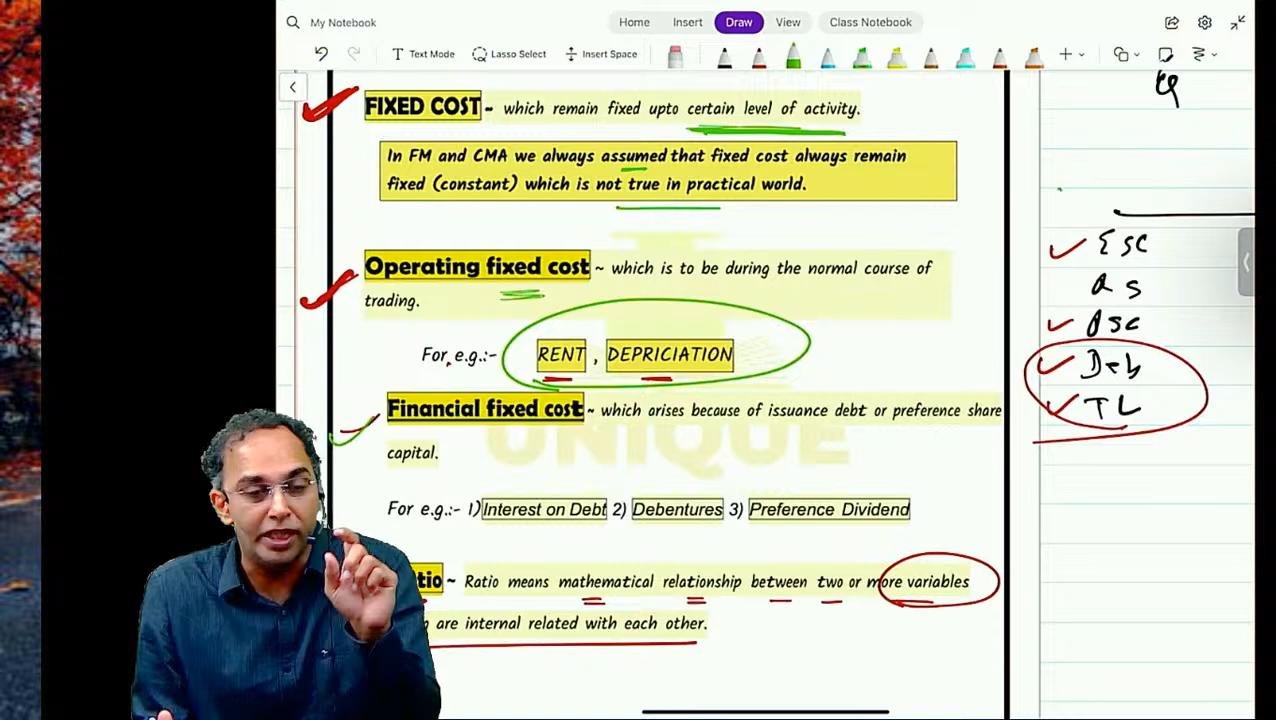 My Notebook
Home Insert Draw View Class Notebook
Text Mode Lasso Select Insert Space
FIXED COST ~ which remain fixed upto certain level of activity.
In FM and CMA we always assumed that fixed cost always remain
fixed (constant) which is not true in practical world.
Operating fixed cost ~ which is to be during the normal course of
trading.
For e.g.:- RENT , DEPRICIATION
Financial fixed cost ~ which arises because of issuance debt or preference share
capital.
For e.g.:- 1) Interest on Debt 2) Debentures 3) Preference Dividend
tio ~ Ratio means mathematical relationship between two or more variables
are internal related with each other.
UNIQUE
ESC
RS
PSC
Deb
TL